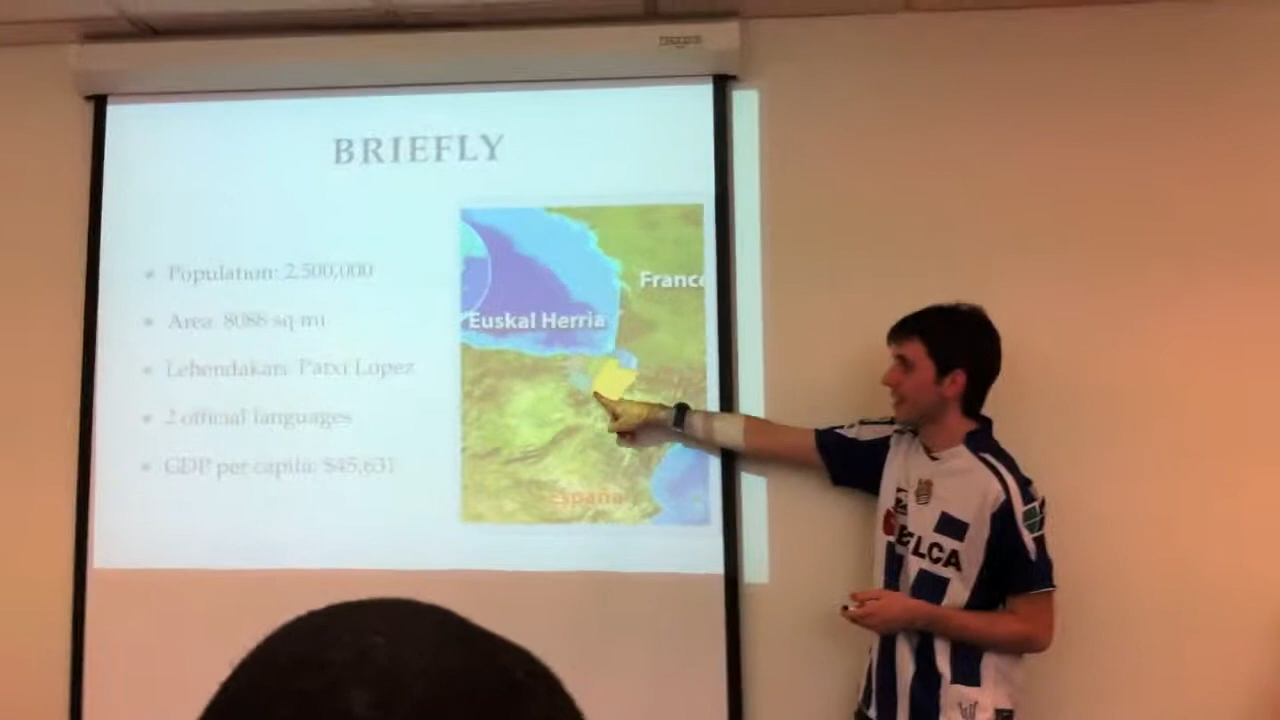 BRIEFLY
Population: 2,500,000
Area: 8088 sq mi
Lehendakari: Patxi Lopez
2 official languages
GDP per capita: $45,631
France
Euskal Herria
España